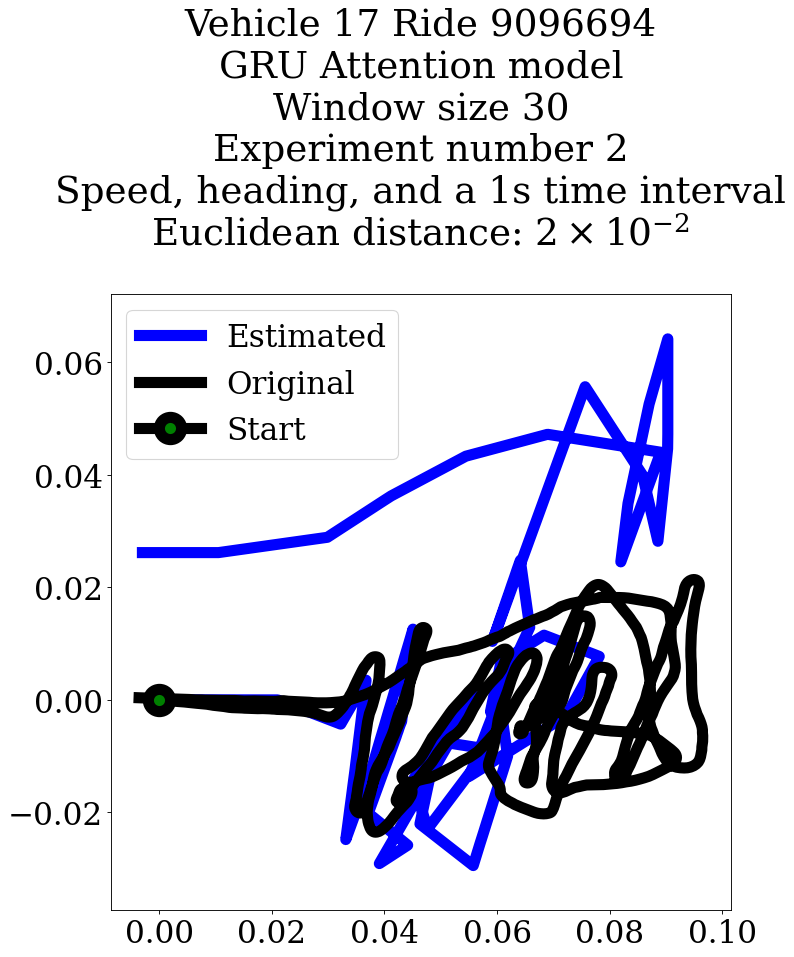 Vehicle 17 Ride 9096694
GRU Attention model
Window size 30
Experiment number 2
Speed, heading, and a 1s time interval
Euclidean distance: 2 × 10⁻²
Estimated
Original
Start
0.06
0.04
0.02
0.00
−0.02
0.00 0.02 0.04 0.06 0.08 0.10